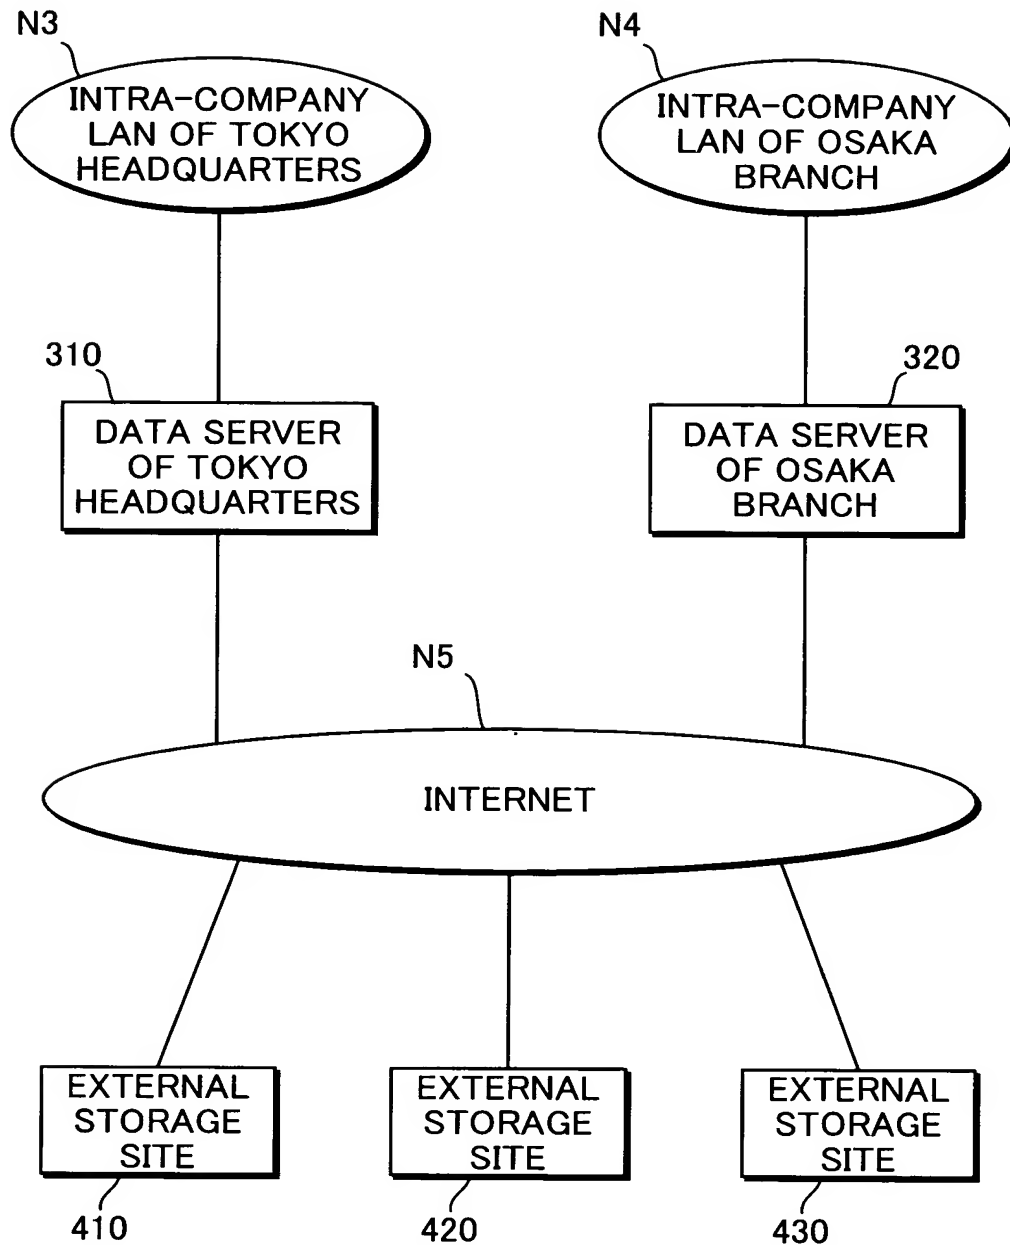 N3
INTRA-COMPANY
LAN OF TOKYO
HEADQUARTERS
N4
INTRA-COMPANY
LAN OF OSAKA
BRANCH
310
DATA SERVER
OF TOKYO
HEADQUARTERS
320
DATA SERVER
OF OSAKA
BRANCH
N5
INTERNET
EXTERNAL
STORAGE
SITE
410
EXTERNAL
STORAGE
SITE
420
EXTERNAL
STORAGE
SITE
430